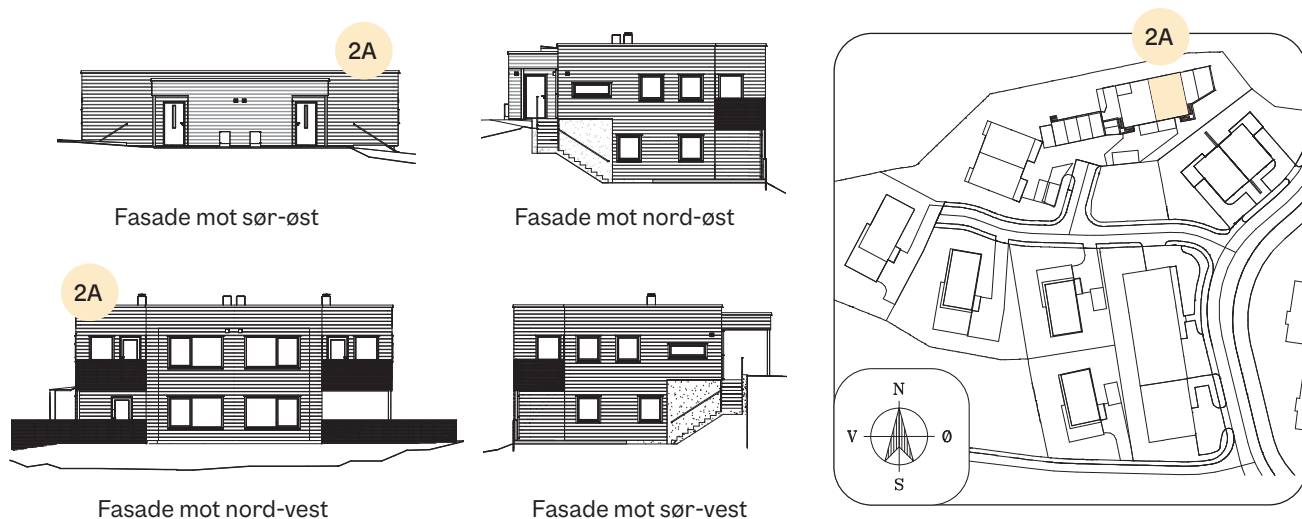 2A
Fasade mot sør-øst
Fasade mot nord-øst
2A
Fasade mot nord-vest
Fasade mot sør-vest
2A
N
V Ø
S